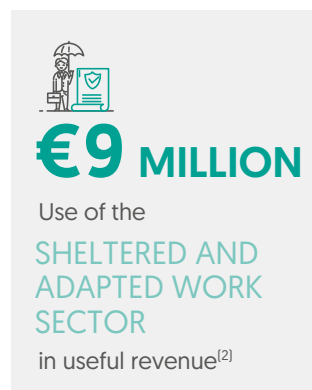 €9 MILLION
Use of the
SHELTERED AND
ADAPTED WORK
SECTOR
in useful revenue(2)